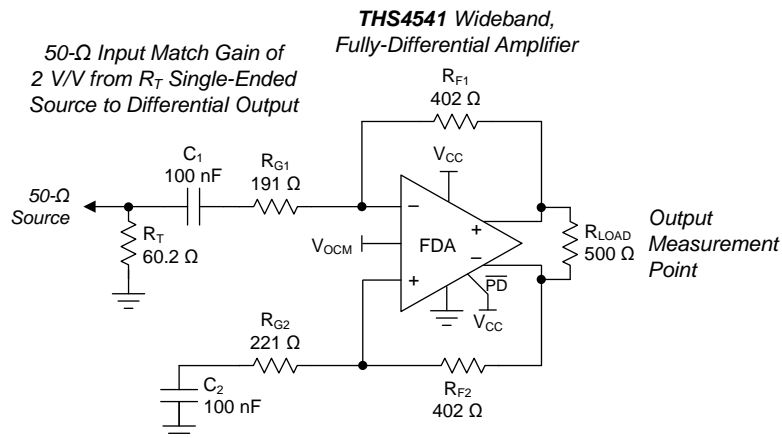 THS4541 Wideband,
Fully-Differential Amplifier
50-Ω Input Match Gain of
2 V/V from RT Single-Ended
Source to Differential Output
RF1
402 Ω
C1
100 nF
RG1
191 Ω
VCC
50-Ω
Source
RT
60.2 Ω
−
+
VOCM
FDA
−
+
PD
VCC
RLOAD
500 Ω
Output
Measurement
Point
RG2
221 Ω
C2
100 nF
RF2
402 Ω